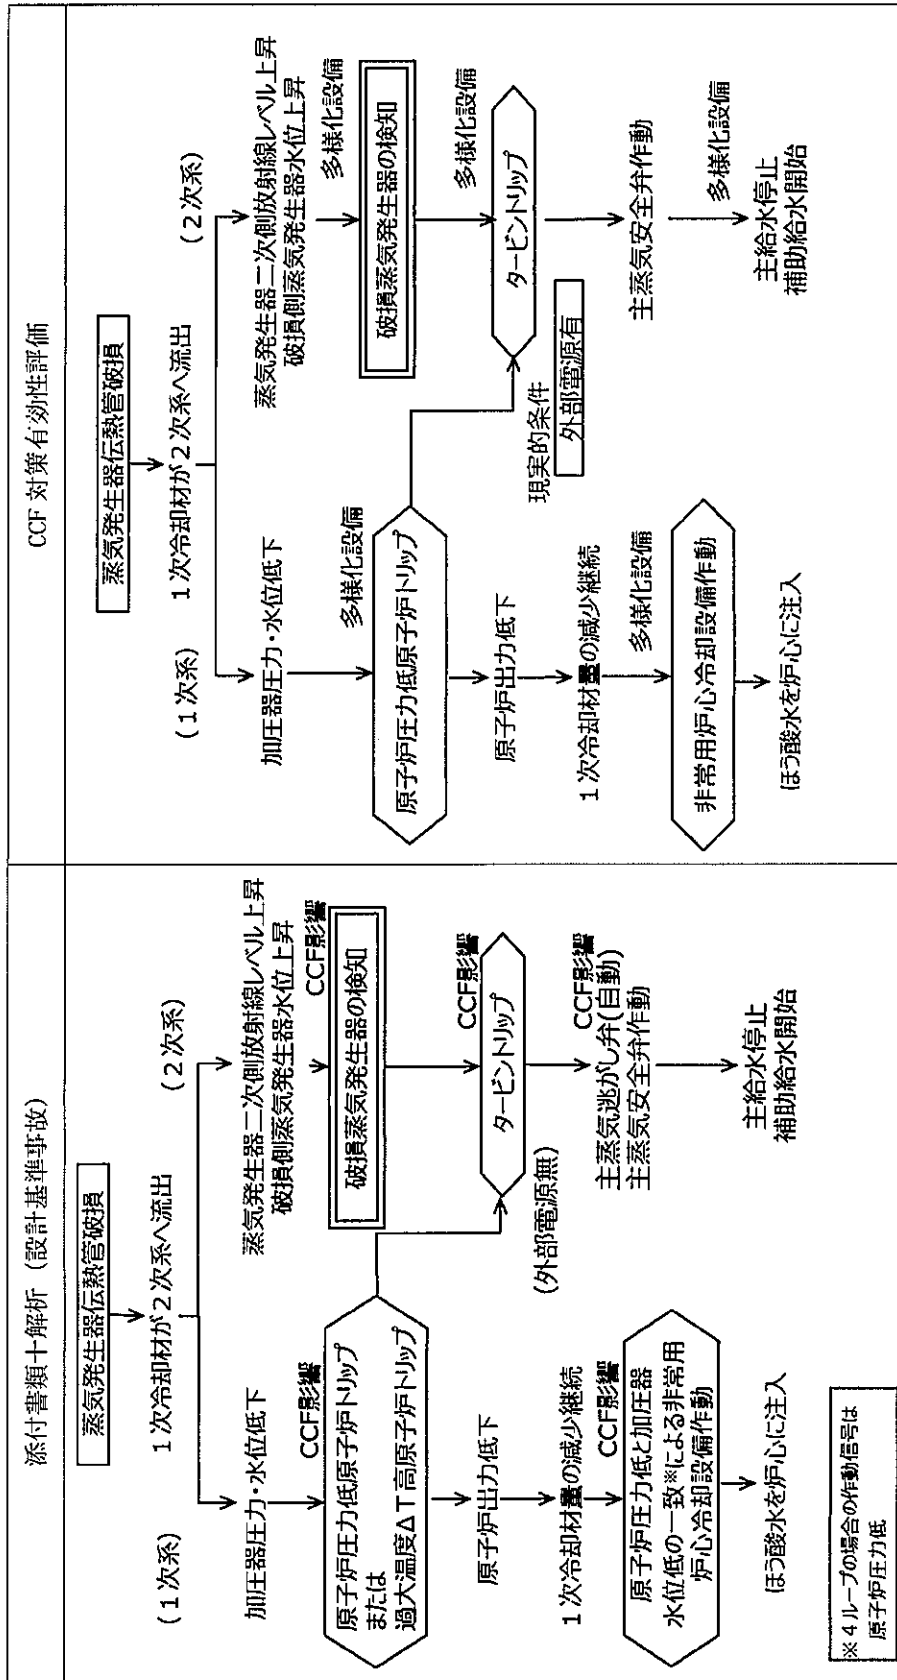 添付書類十解析（設計基準事故）
蒸気発生器伝熱管破損
１次冷却材が２次系へ流出
(１次系)
(２次系)
加圧器圧力・水位低下
蒸気発生器二次側放射線レベル上昇
破損側蒸気発生器水位上昇
CCF影響
原子炉圧力低原子炉トリップ
または
過大温度ΔT高原子炉トリップ
CCF影響
破損蒸気発生器の検知
原子炉出力低下
CCF影響
タービントリップ
(外部電源無)
１次冷却材量の減少継続
CCF影響
原子炉圧力低と加圧器
水位低の一致※による非常用
炉心冷却設備作動
CCF影響
主蒸気逃がし弁(自動)
主蒸気安全弁作動
ほう酸水を炉心に注入
主給水停止
補助給水開始
※４ループの場合の作動信号は
原子炉圧力低
CCF対策有効性評価
蒸気発生器伝熱管破損
１次冷却材が２次系へ流出
(１次系)
(２次系)
加圧器圧力・水位低下
蒸気発生器二次側放射線レベル上昇
破損側蒸気発生器水位上昇
多様化設備
原子炉圧力低原子炉トリップ
多様化設備
破損蒸気発生器の検知
原子炉出力低下
多様化設備
タービントリップ
現実的条件
外部電源有
１次冷却材量の減少継続
多様化設備
非常用炉心冷却設備作動
主蒸気安全弁作動
多様化設備
ほう酸水を炉心に注入
主給水停止
補助給水開始